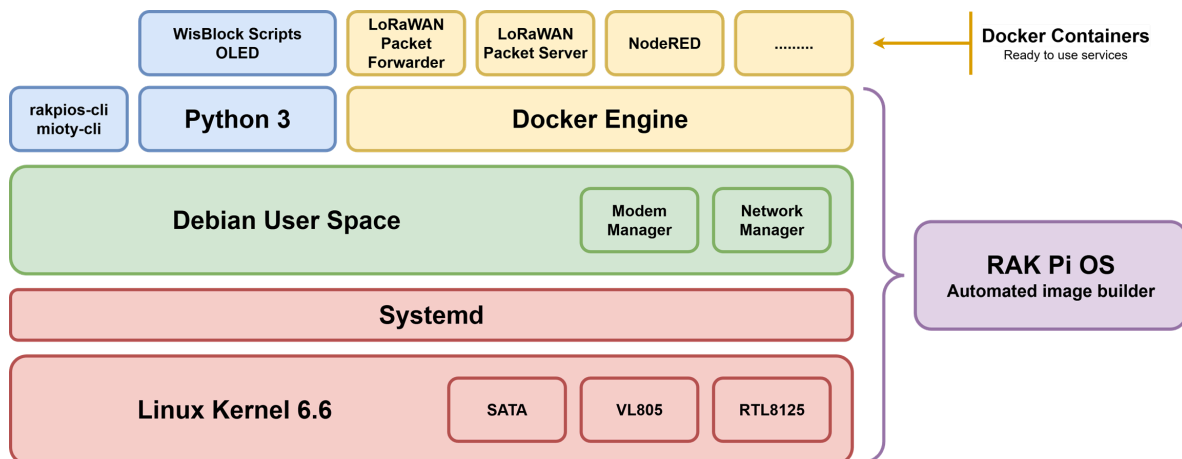 WisBlock Scripts
OLED
LoRaWAN
Packet
Forwarder
LoRaWAN
Packet Server
NodeRED
.........
Docker Containers
Ready to use services
rakpios-cli
mioty-cli
Python 3
Docker Engine
Debian User Space
Modem
Manager
Network
Manager
RAK Pi OS
Automated image builder
Systemd
Linux Kernel 6.6
SATA
VL805
RTL8125